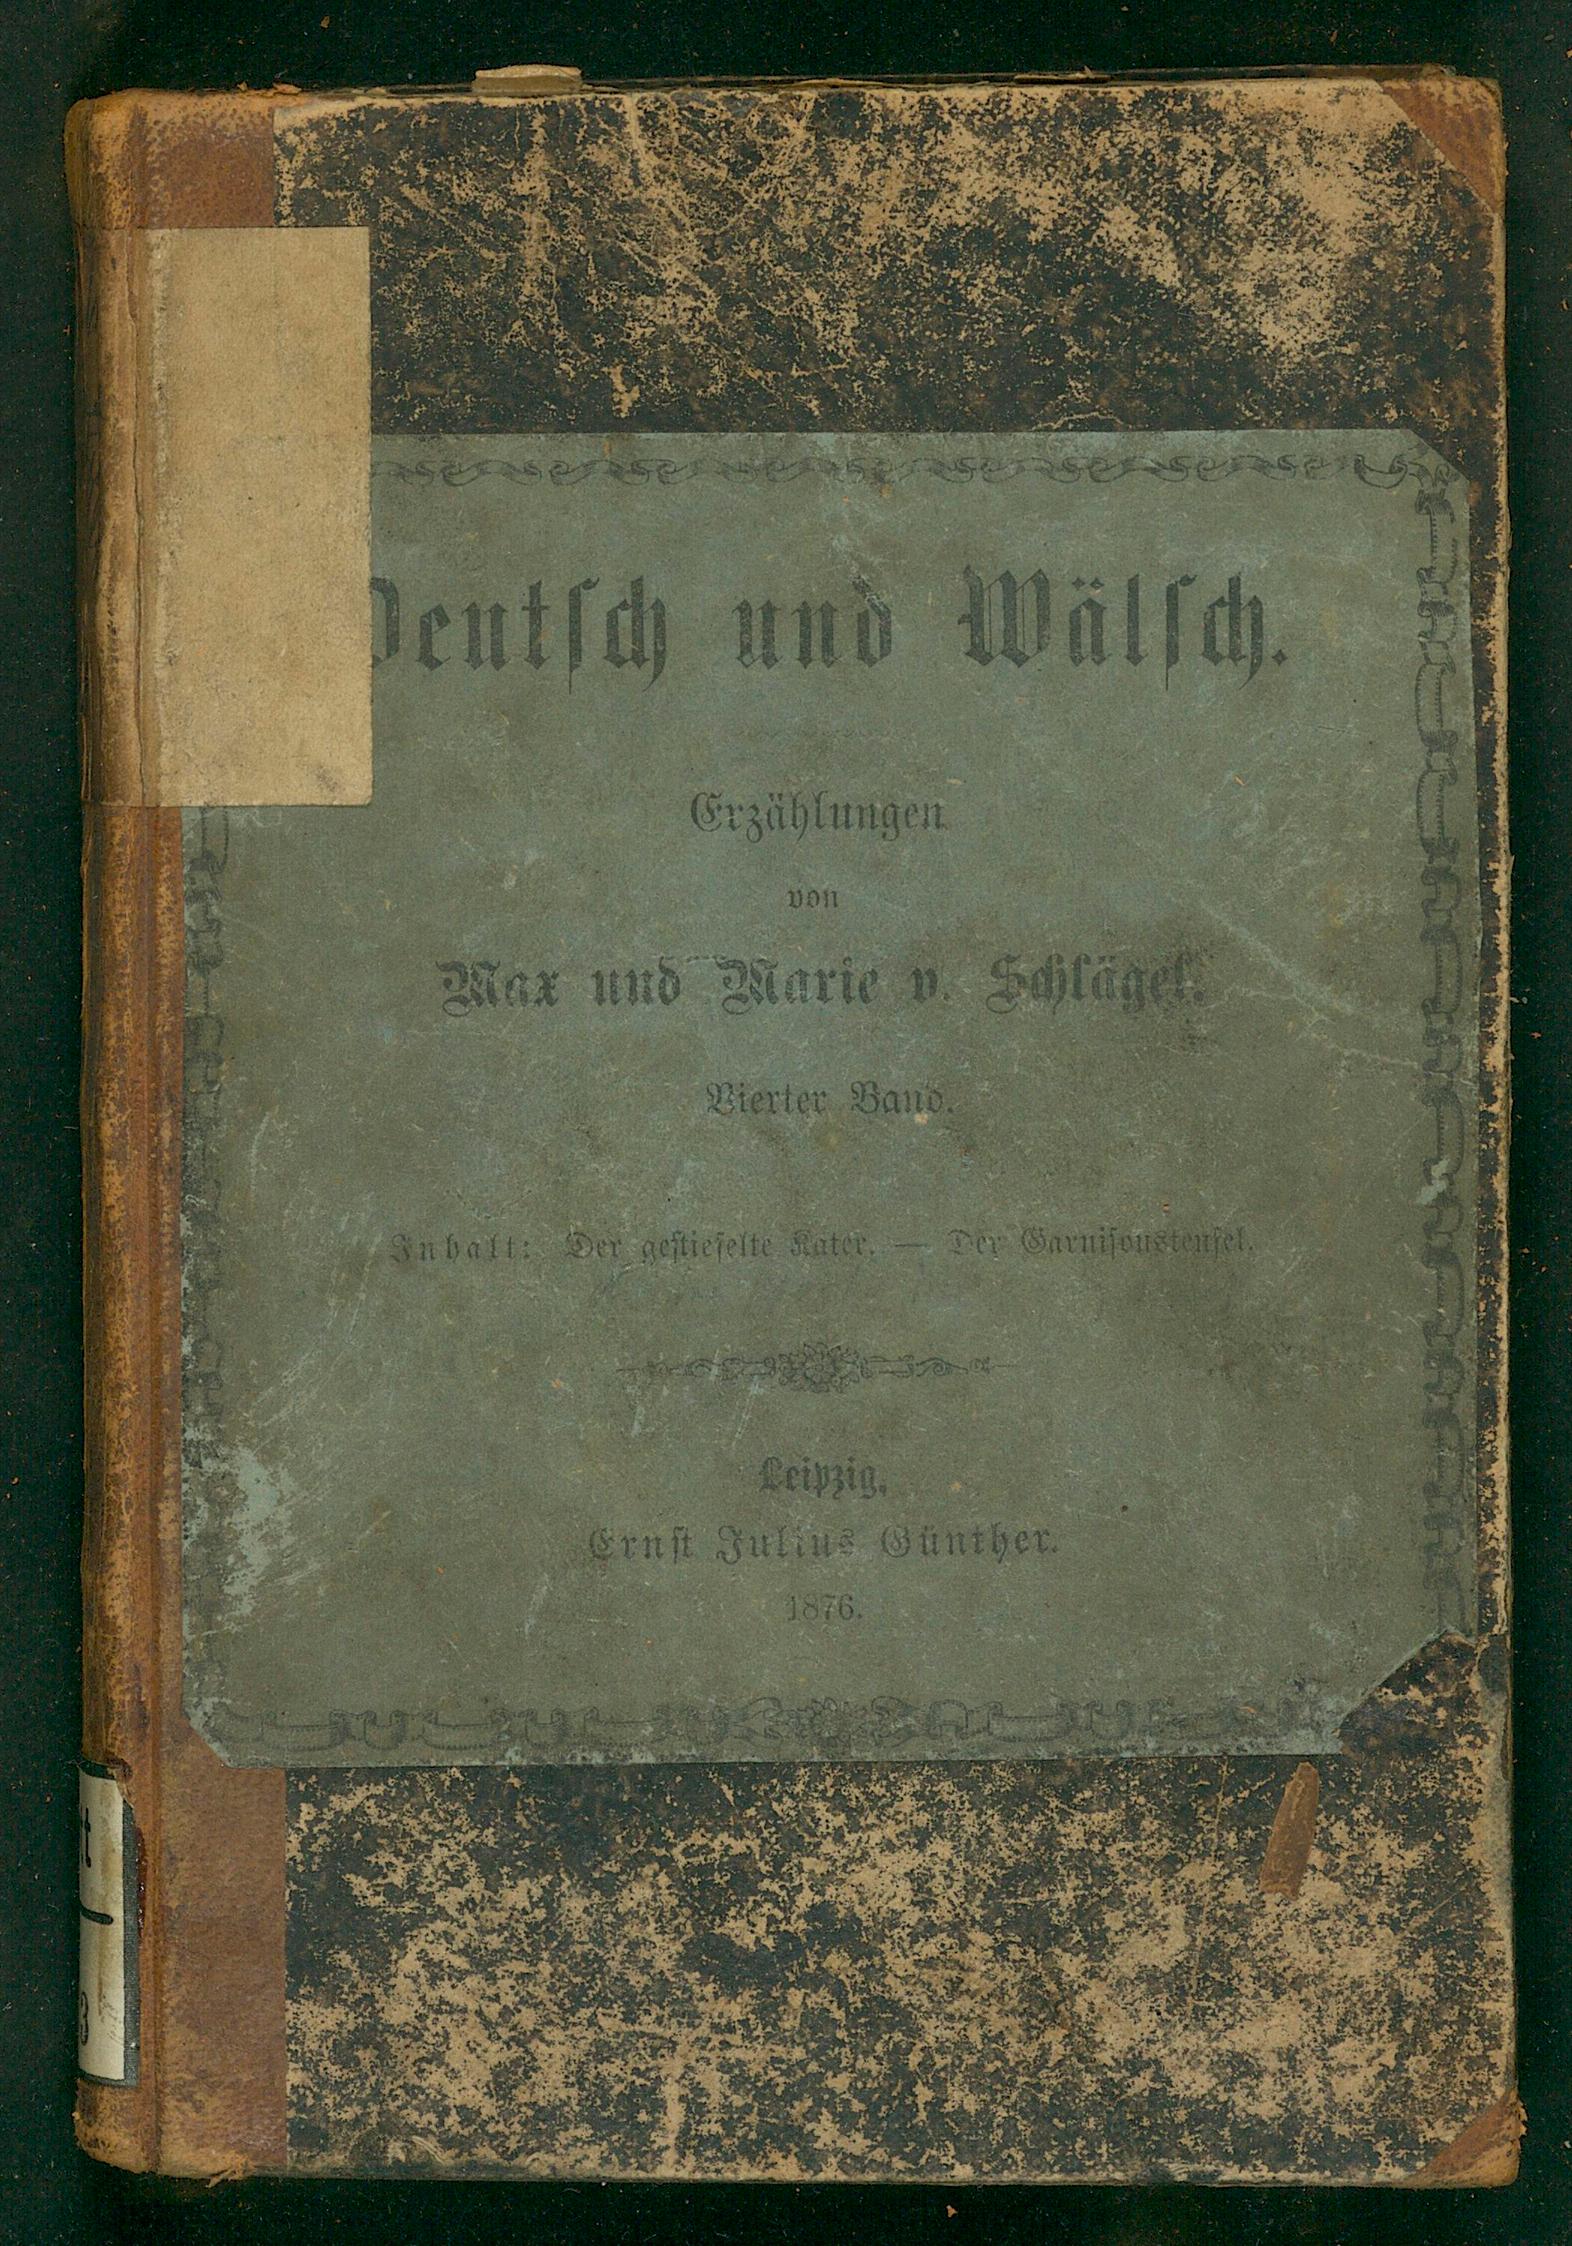 Deutsch und Wälsch.
Erzählungen
von
Max und Marie v. Schlägel.
Vierter Band.
Inhalt: Der gestiefelte Kater. — Der Garnisonsteufel.
Leipzig,
Ernst Julius Günther.
1876.
3